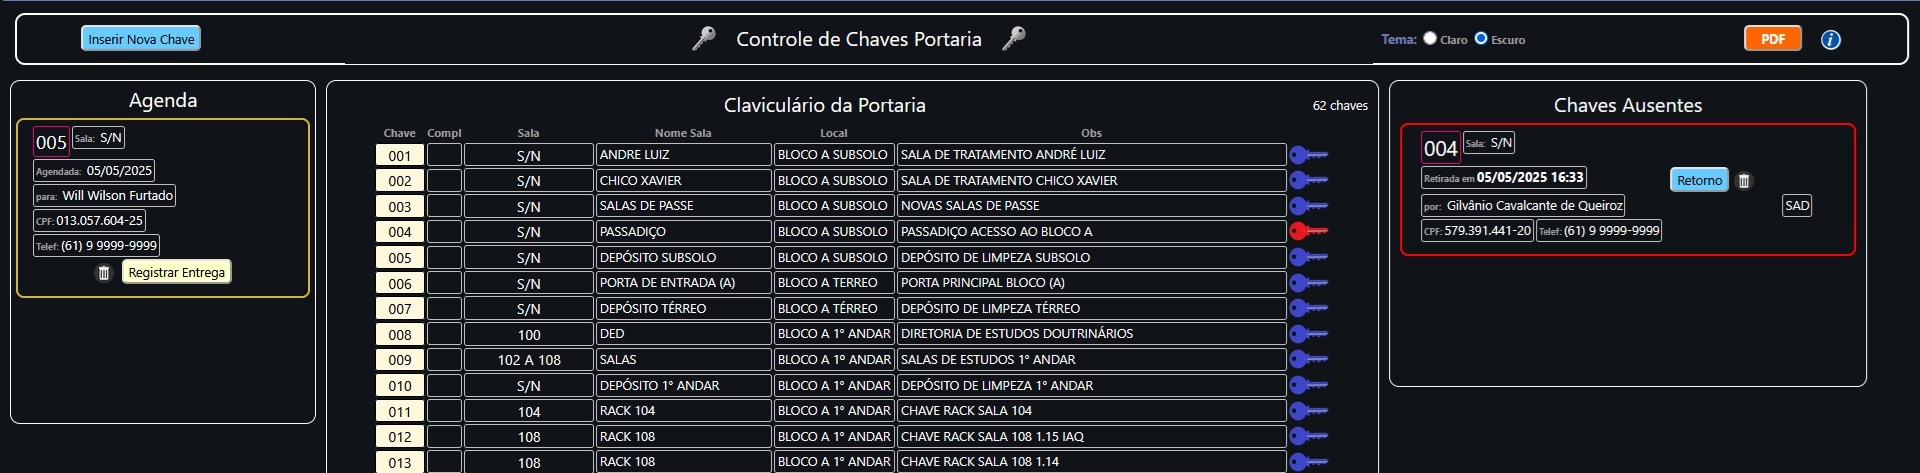 Inserir Nova Chave
Controle de Chaves Portaria
Tema: Claro Escuro
PDF
i
Agenda
005 Sala: S/N
Agendada: 05/05/2025
para: Will Wilson Furtado
CPF: 013.057.604-25
Telef: (61) 9 9999-9999
Registrar Entrega
Claviculário da Portaria
62 chaves
Chave Compl Sala Nome Sala Local Obs
001 S/N ANDRE LUIZ BLOCO A SUBSOLO SALA DE TRATAMENTO ANDRÉ LUIZ
002 S/N CHICO XAVIER BLOCO A SUBSOLO SALA DE TRATAMENTO CHICO XAVIER
003 S/N SALAS DE PASSE BLOCO A SUBSOLO NOVAS SALAS DE PASSE
004 S/N PASSADIÇO BLOCO A SUBSOLO PASSADIÇO ACESSO AO BLOCO A
005 S/N DEPÓSITO SUBSOLO BLOCO A SUBSOLO DEPÓSITO DE LIMPEZA SUBSOLO
006 S/N PORTA DE ENTRADA (A) BLOCO A TERREO PORTA PRINCIPAL BLOCO (A)
007 S/N DEPÓSITO TÉRREO BLOCO A TÉRREO DEPÓSITO DE LIMPEZA TÉRREO
008 100 DED BLOCO A 1º ANDAR DIRETORIA DE ESTUDOS DOUTRINÁRIOS
009 102 A 108 SALAS BLOCO A 1º ANDAR SALAS DE ESTUDOS 1º ANDAR
010 S/N DEPÓSITO 1º ANDAR BLOCO A 1º ANDAR DEPÓSITO DE LIMPEZA 1º ANDAR
011 104 RACK 104 BLOCO A 1º ANDAR CHAVE RACK SALA 104
012 108 RACK 108 BLOCO A 1º ANDAR CHAVE RACK SALA 108 1.15 IAQ
013 108 RACK 108 BLOCO A 1º ANDAR CHAVE RACK SALA 108 1.14
Chaves Ausentes
004 Sala: S/N
Retirada em 05/05/2025 16:33
Retorno
por: Gilvânio Cavalcante de Queiroz
SAD
CPF: 579.391.441-20 Telef: (61) 9 9999-9999